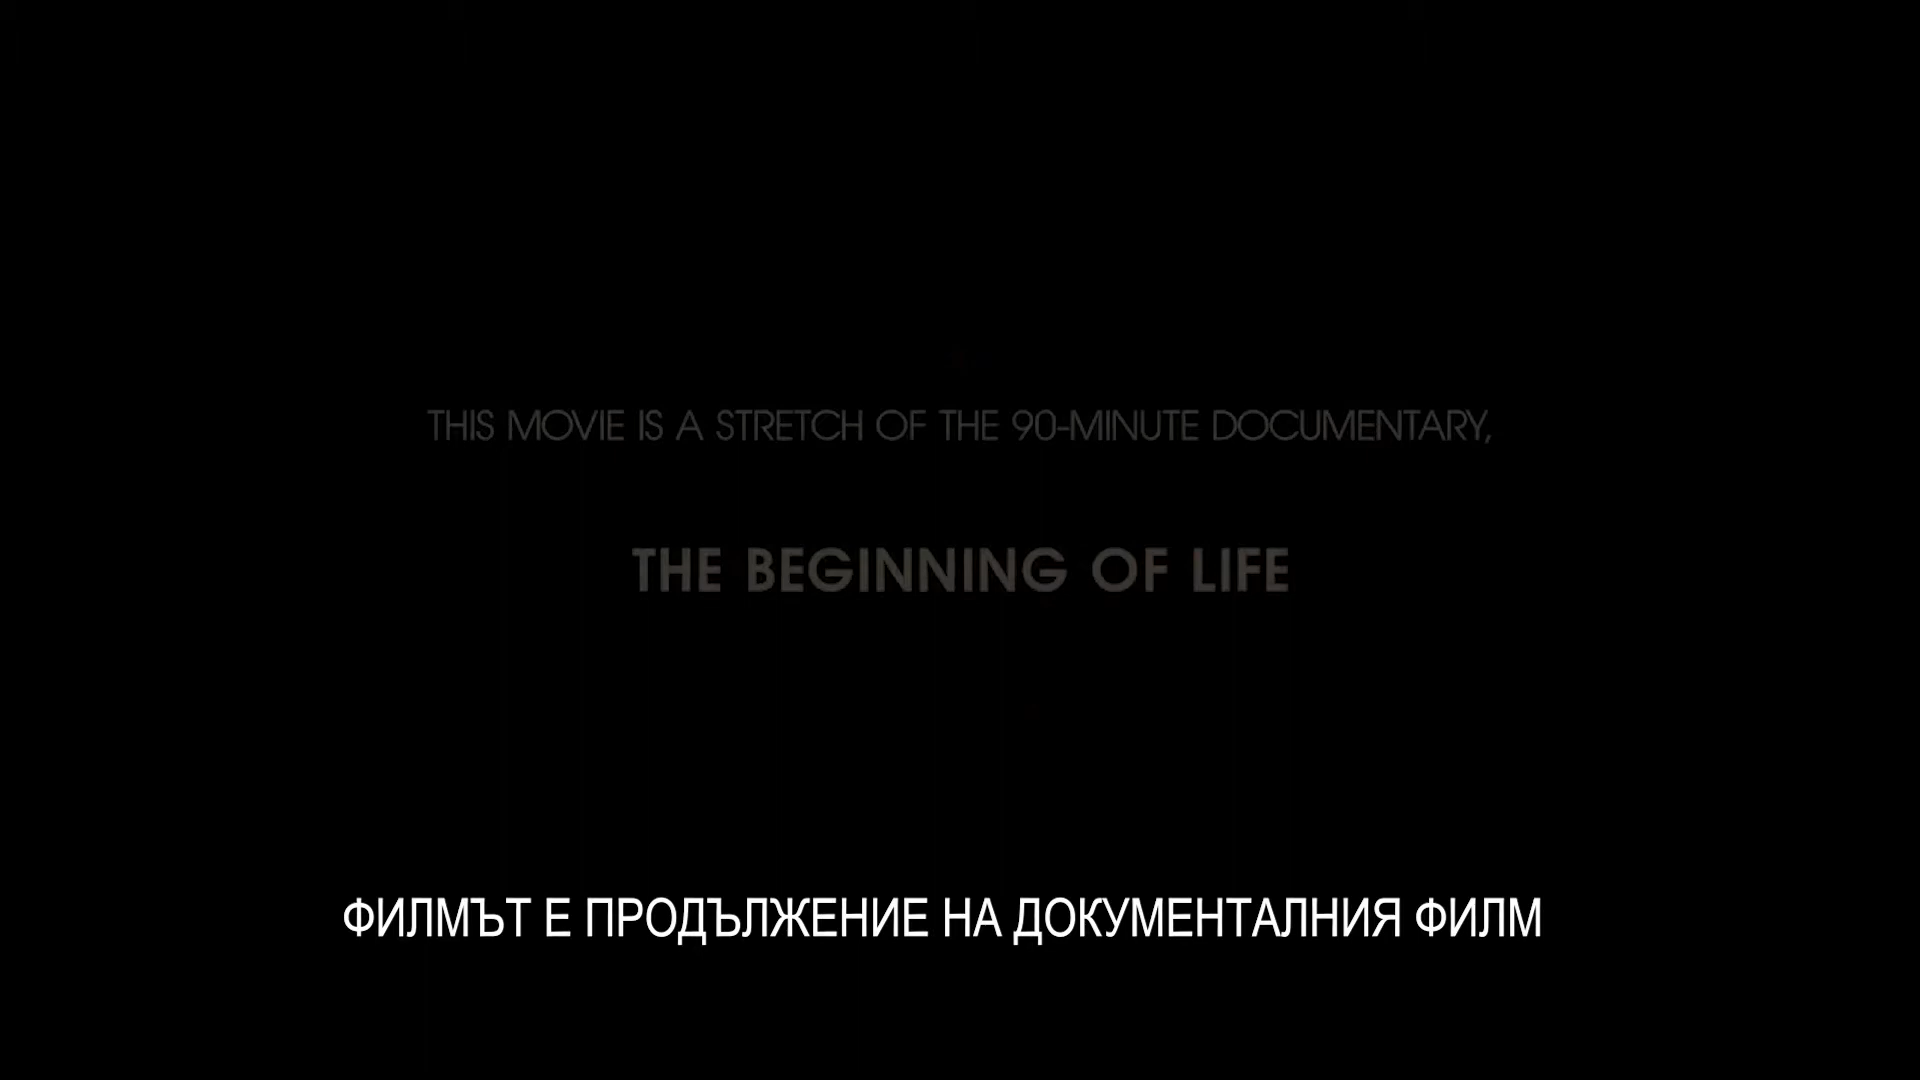 THIS MOVIE IS A STRETCH OF THE 90-MINUTE DOCUMENTARY,
THE BEGINNING OF LIFE
ФИЛМЪТ Е ПРОДЪЛЖЕНИЕ НА ДОКУМЕНТАЛНИЯ ФИЛМ